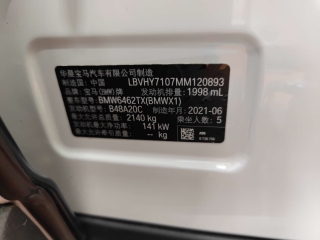 华晨宝马汽车有限公司制造
制造国：中国 LBVHY7107MM120893
品牌：宝马(BMW)牌 发动机排量：1998 mL
整车型号：BMW6462TX(BMWX1)
发动机型号：B48A20C 制造年月：2021-06
最大允许总质量：2140 kg 乘坐人数：5
发动机最大净功率：141 kW
-- kg